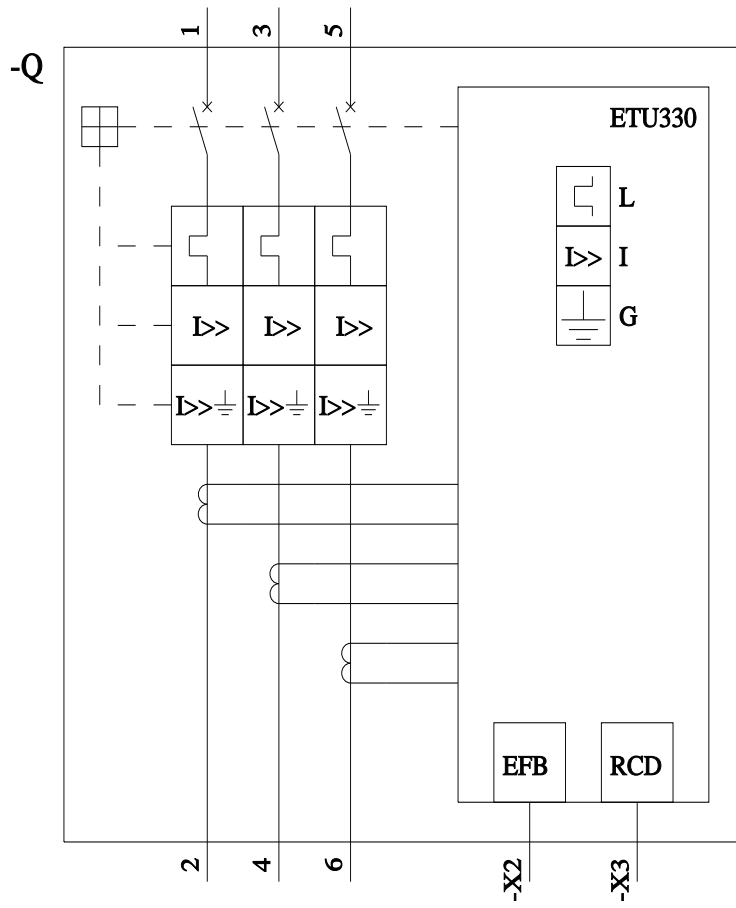 1 3 5
-Q
ETU330
L
I>> I
G
I>> I>> I>>
I>> I>> I>>
EFB RCD
2 4 6 -X2 -X3